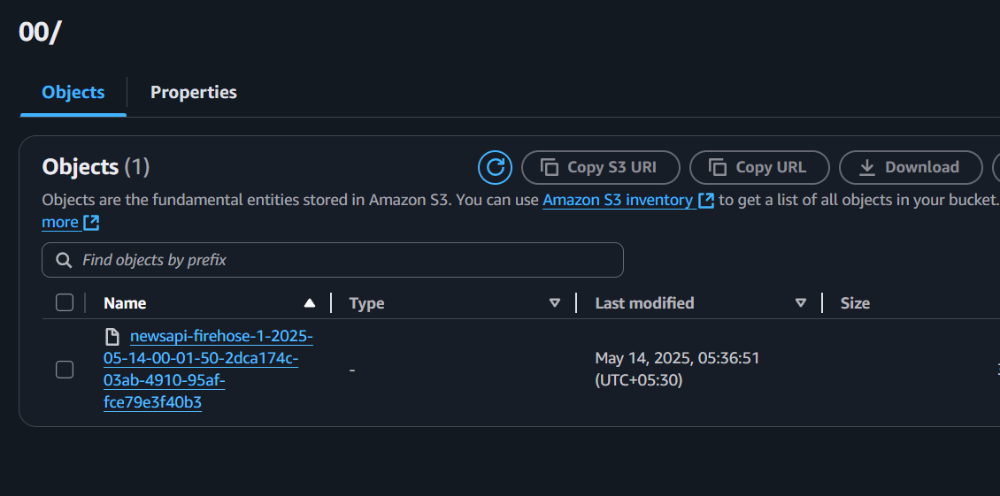 00/
Objects
Properties
Objects (1)
Copy S3 URI
Copy URL
Download
Objects are the fundamental entities stored in Amazon S3. You can use Amazon S3 inventory to get a list of all objects in your bucket.
more
Find objects by prefix
Name
Type
Last modified
Size
newsapi-firehose-1-2025-
05-14-00-01-50-2dca174c-
03ab-4910-95af-
fce79e3f40b3
-
May 14, 2025, 05:36:51
(UTC+05:30)